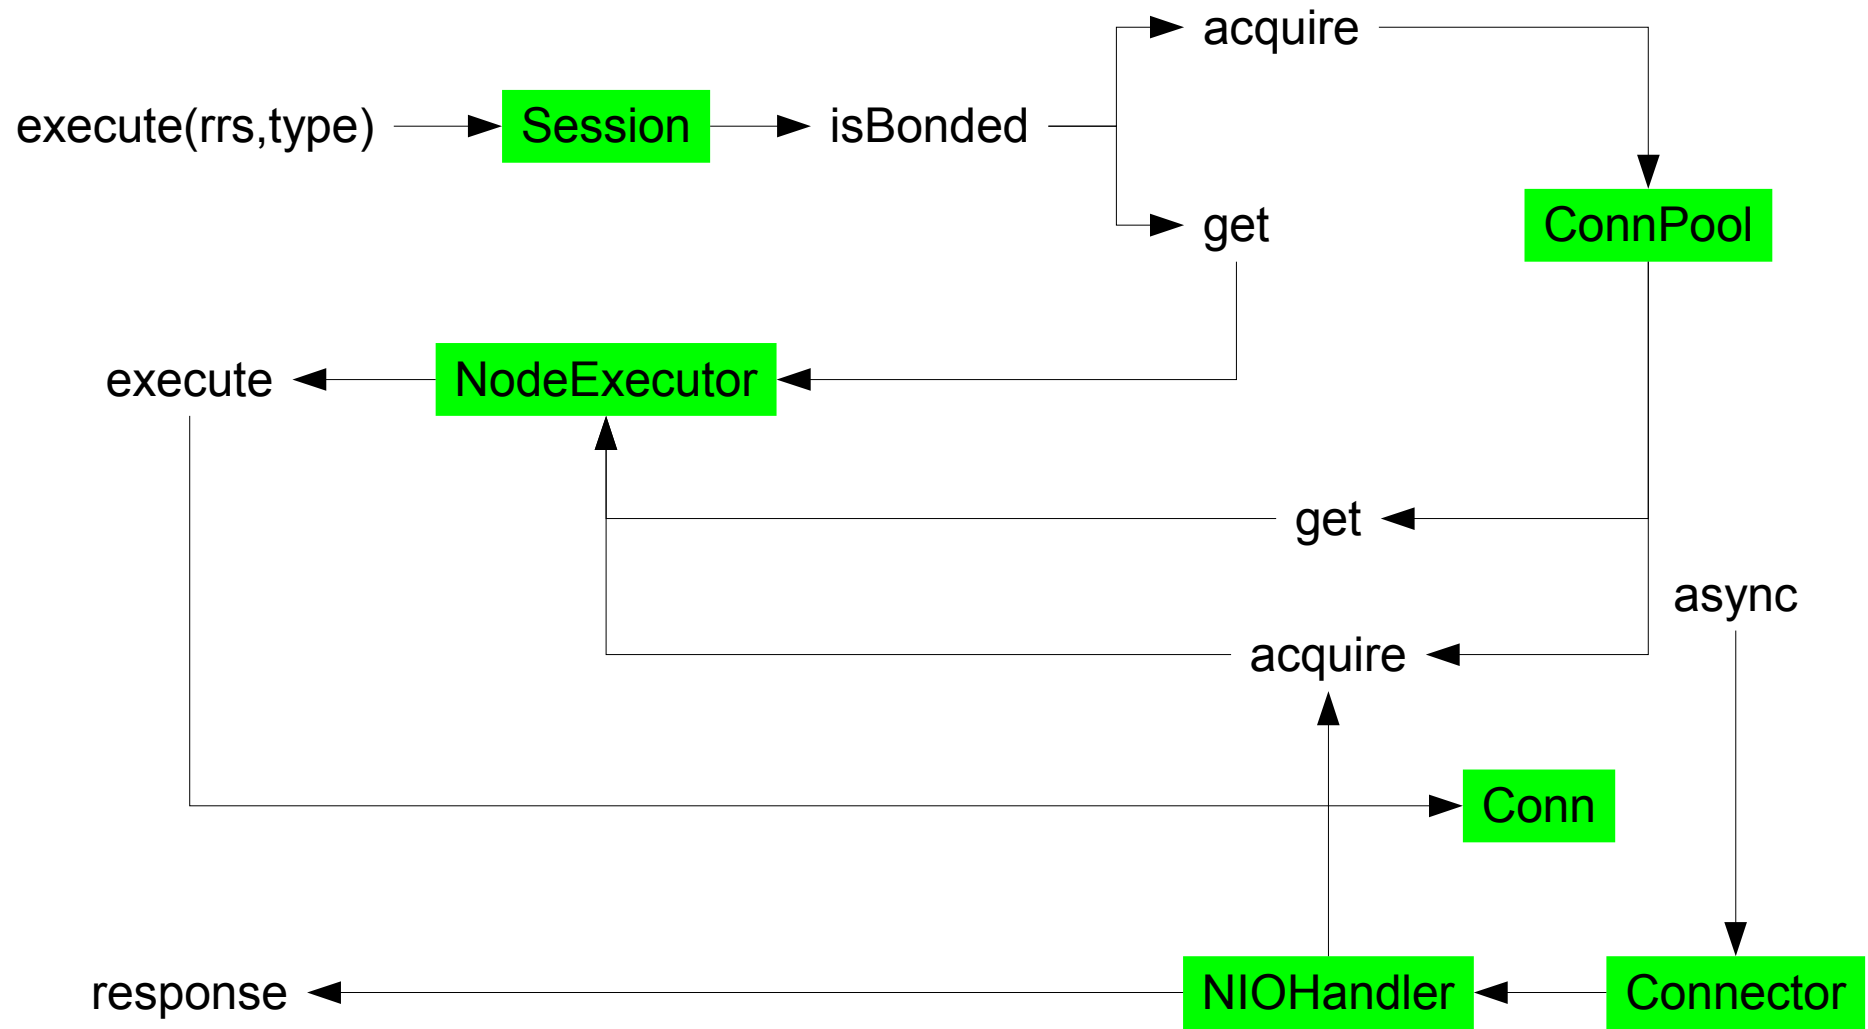 acquire
execute(rrs,type)
Session
isBonded
get
ConnPool
execute
NodeExecutor
get
async
acquire
Conn
response
NIOHandler
Connector